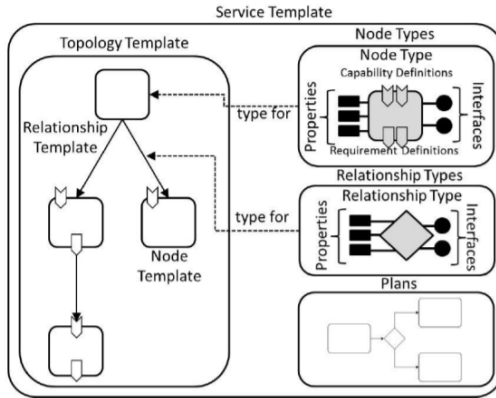 Service Template
Topology Template
Relationship
Template
Node
Template
type for
type for
Node Types
Node Type
Capability Definitions
Properties
Interfaces
Requirement Definitions
Relationship Types
Relationship Type
Properties
Interfaces
Plans